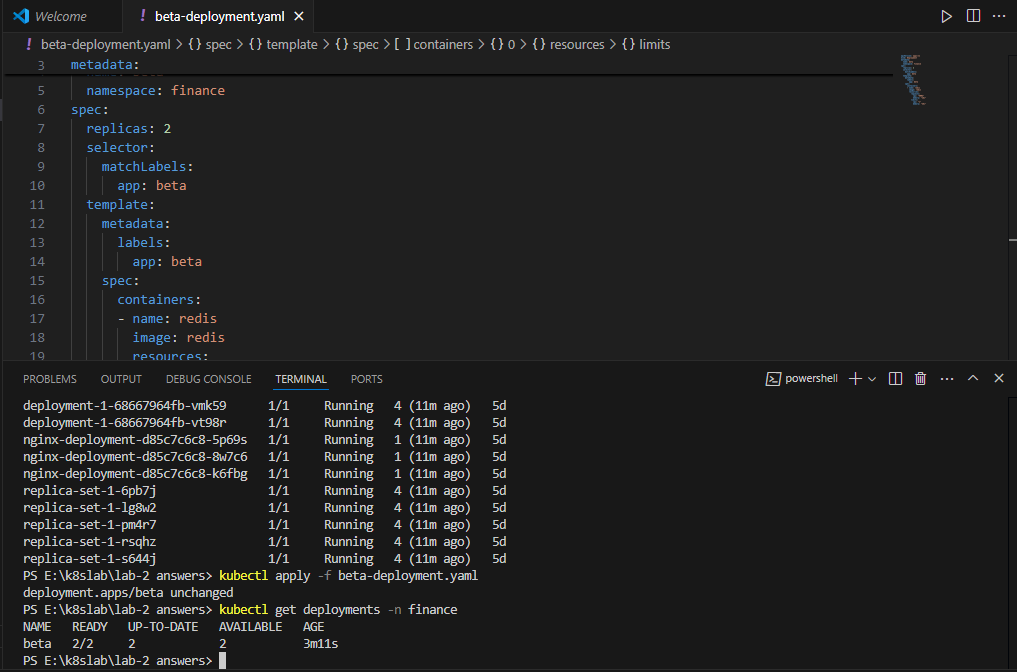 Welcome
! beta-deployment.yaml ×
! beta-deployment.yaml > {} spec > {} template > {} spec > [ ] containers > {} 0 > {} resources > {} limits
3 metadata:
5 namespace: finance
6 spec:
7 replicas: 2
8 selector:
9 matchLabels:
10 app: beta
11 template:
12 metadata:
13 labels:
14 app: beta
15 spec:
16 containers:
17 - name: redis
18 image: redis
19 resources:
PROBLEMS OUTPUT DEBUG CONSOLE TERMINAL PORTS
powershell
deployment-1-68667964fb-vmk59 1/1 Running 4 (11m ago) 5d
deployment-1-68667964fb-vt98r 1/1 Running 4 (11m ago) 5d
nginx-deployment-d85c7c6c8-5p69s 1/1 Running 1 (11m ago) 5d
nginx-deployment-d85c7c6c8-8w7c6 1/1 Running 1 (11m ago) 5d
nginx-deployment-d85c7c6c8-k6fbg 1/1 Running 1 (11m ago) 5d
replica-set-1-6pb7j 1/1 Running 4 (11m ago) 5d
replica-set-1-lg8w2 1/1 Running 4 (11m ago) 5d
replica-set-1-pm4r7 1/1 Running 4 (11m ago) 5d
replica-set-1-rsqhz 1/1 Running 4 (11m ago) 5d
replica-set-1-s644j 1/1 Running 4 (11m ago) 5d
PS E:\k8slab\lab-2 answers> kubectl apply -f beta-deployment.yaml
deployment.apps/beta unchanged
PS E:\k8slab\lab-2 answers> kubectl get deployments -n finance
NAME READY UP-TO-DATE AVAILABLE AGE
beta 2/2 2 2 3m11s
PS E:\k8slab\lab-2 answers>